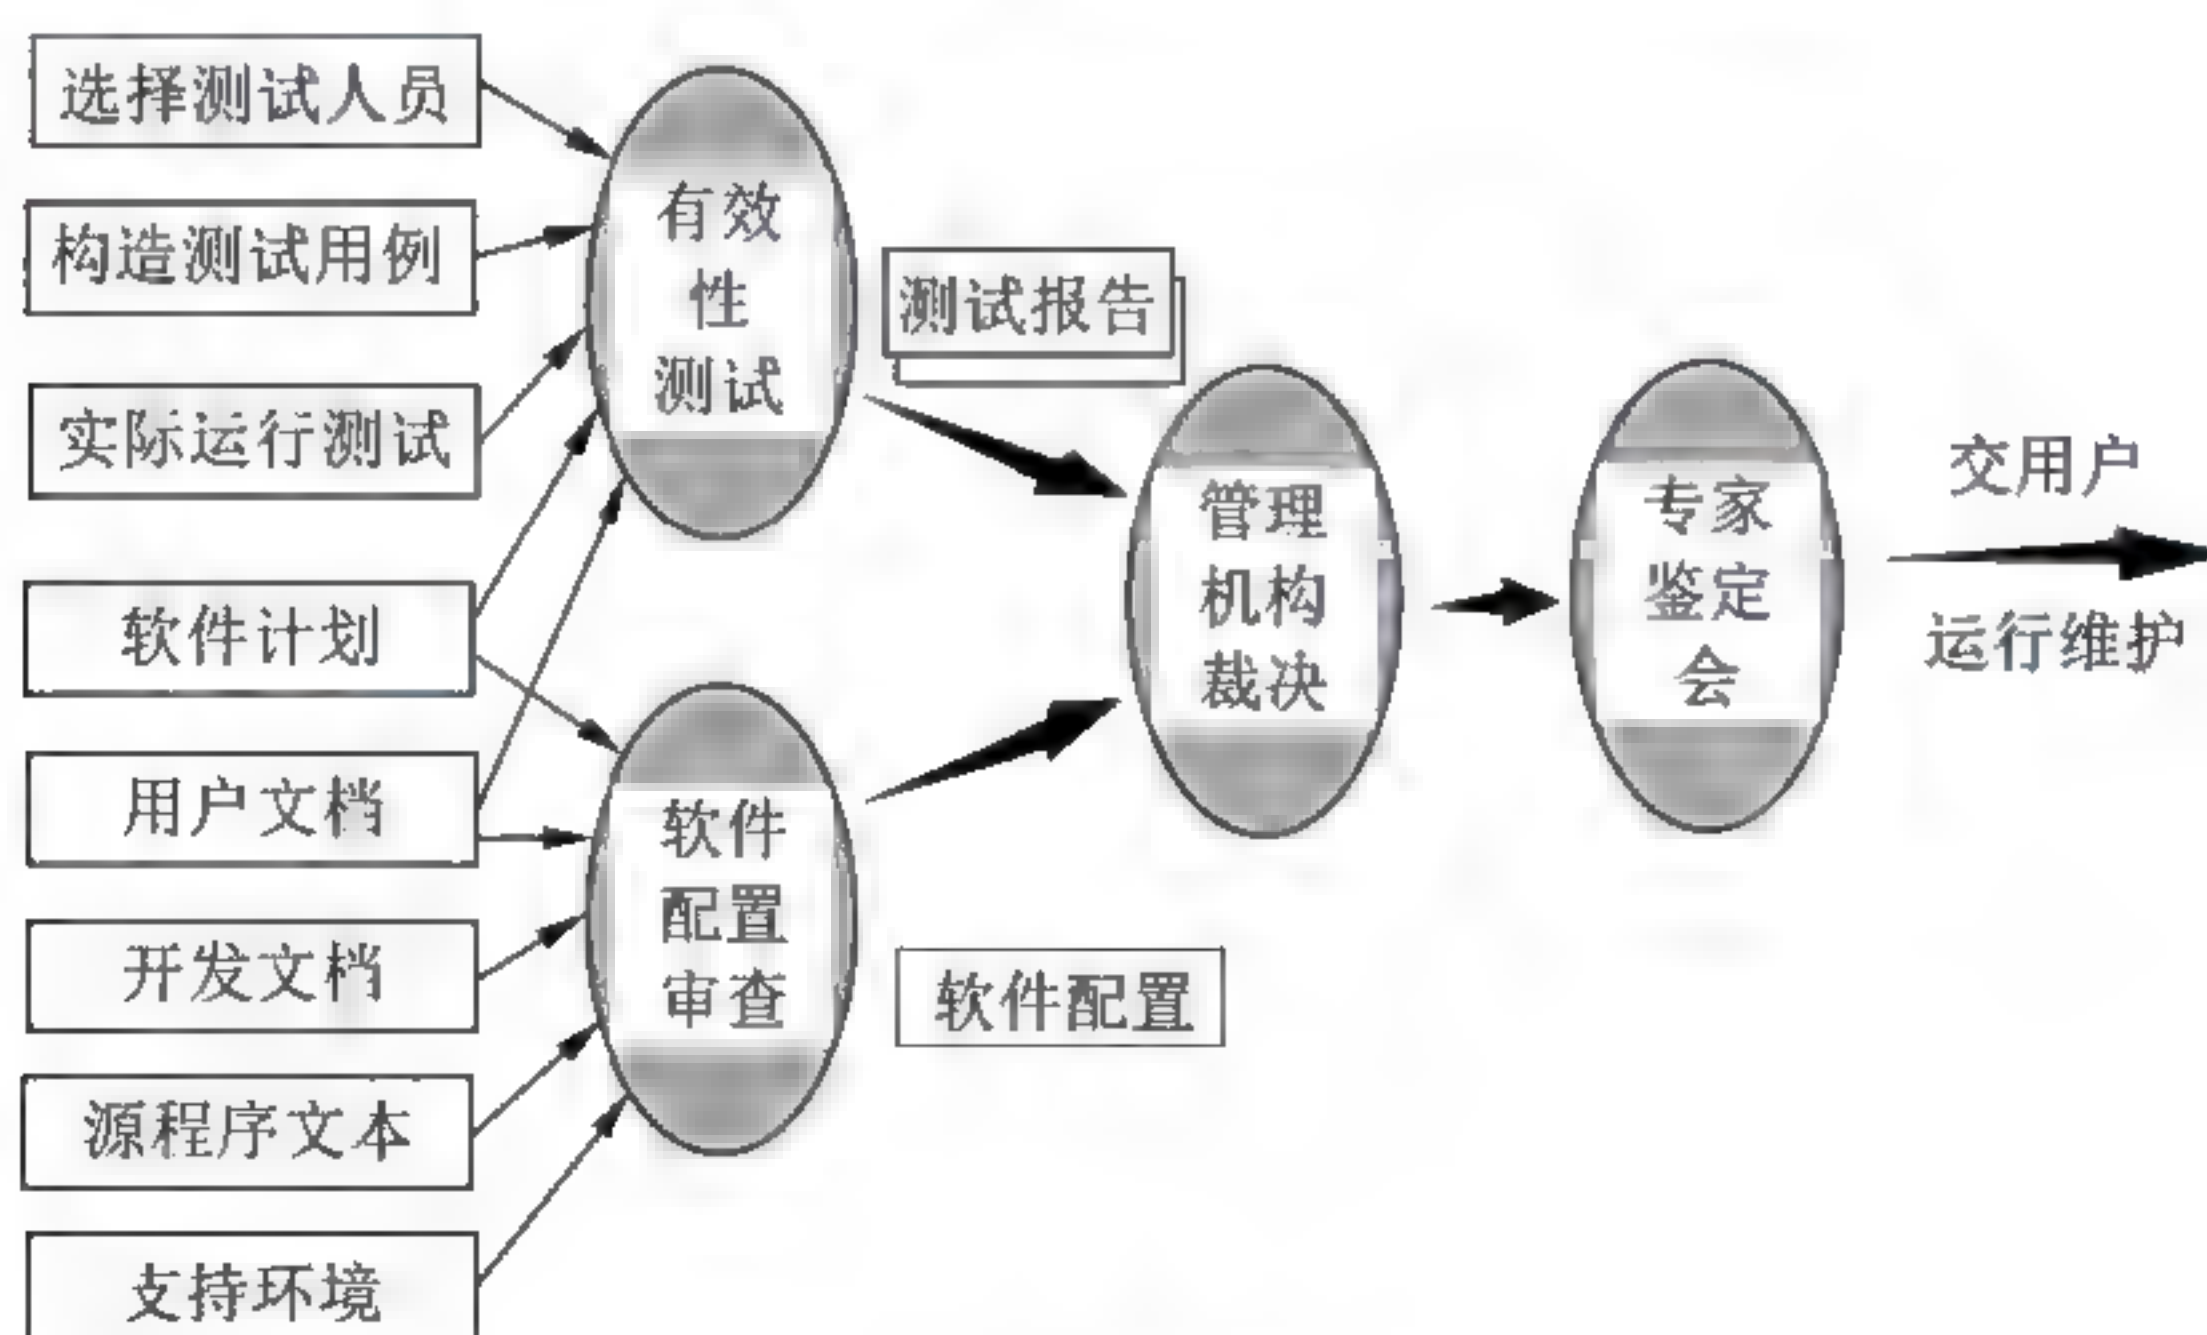 选择测试人员
构造测试用例
实际运行测试
软件计划
用户文档
开发文档
源程序文本
支持环境
有效
性
测试
软件
配置
审查
测试报告
软件配置
管理
机构
裁决
专家
鉴定
会
交用户
运行维护